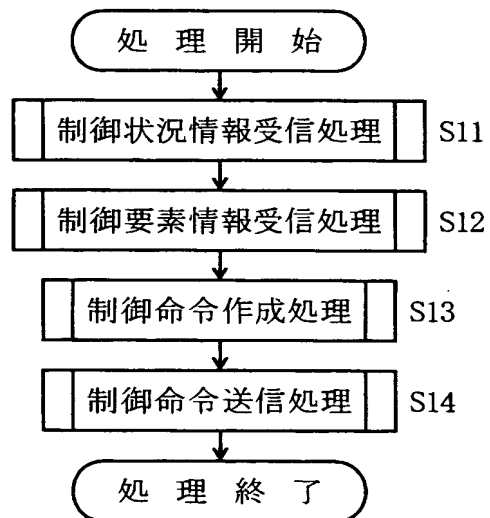 処理開始
制御状況情報受信処理 S11
制御要素情報受信処理 S12
制御命令作成処理 S13
制御命令送信処理 S14
処理終了